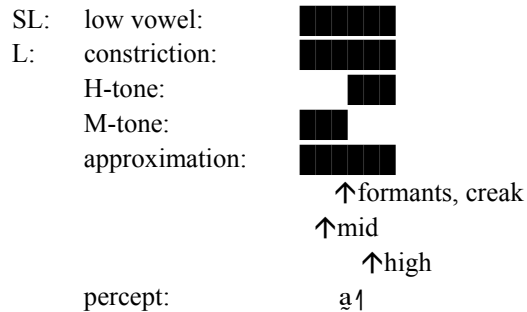 SL: low vowel:
L: constriction:
H-tone:
M-tone:
approximation:
↑formants, creak
↑mid
↑high
percept: a̰˧˥